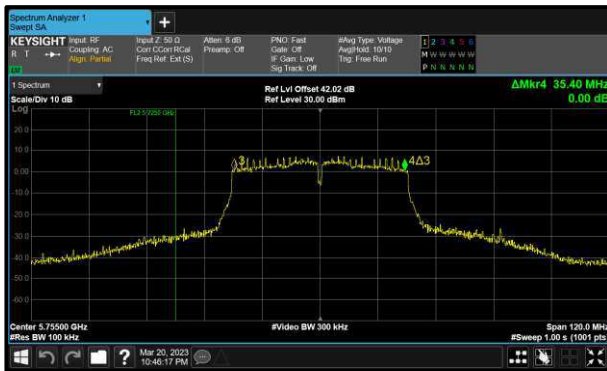 Spectrum Analyzer 1
Swept SA
+
KEYSIGHT
R T
Input: RF
Coupling: AC
Align: Partial
Input Z: 50 Ω
Corr CCorr RCal
Freq Ref: Ext (S)
Atten: 6 dB
Preamp: Off
PNO: Fast
Gate: Off
IF Gain: Low
Sig Track: Off
#Avg Type: Voltage
Avg|Hold: 10/10
Trig: Free Run
1 2 3 4 5 6
M W W W W W
P N N N N N
1 Spectrum
Scale/Div 10 dB
Ref Lvl Offset 42.02 dB
Ref Level 30.00 dBm
ΔMkr4 35.40 MHz
0.00 dB
Log
FL2 5.7250 GHz
20.0
10.0
0.00
-10.0
-20.0
-30.0
-40.0
-50.0
-60.0
3
4Δ3
Center 5.75500 GHz
#Res BW 100 kHz
#Video BW 300 kHz
Span 120.0 MHz
#Sweep 1.00 s (1001 pts)
?
Mar 20, 2023
10:46:17 PM